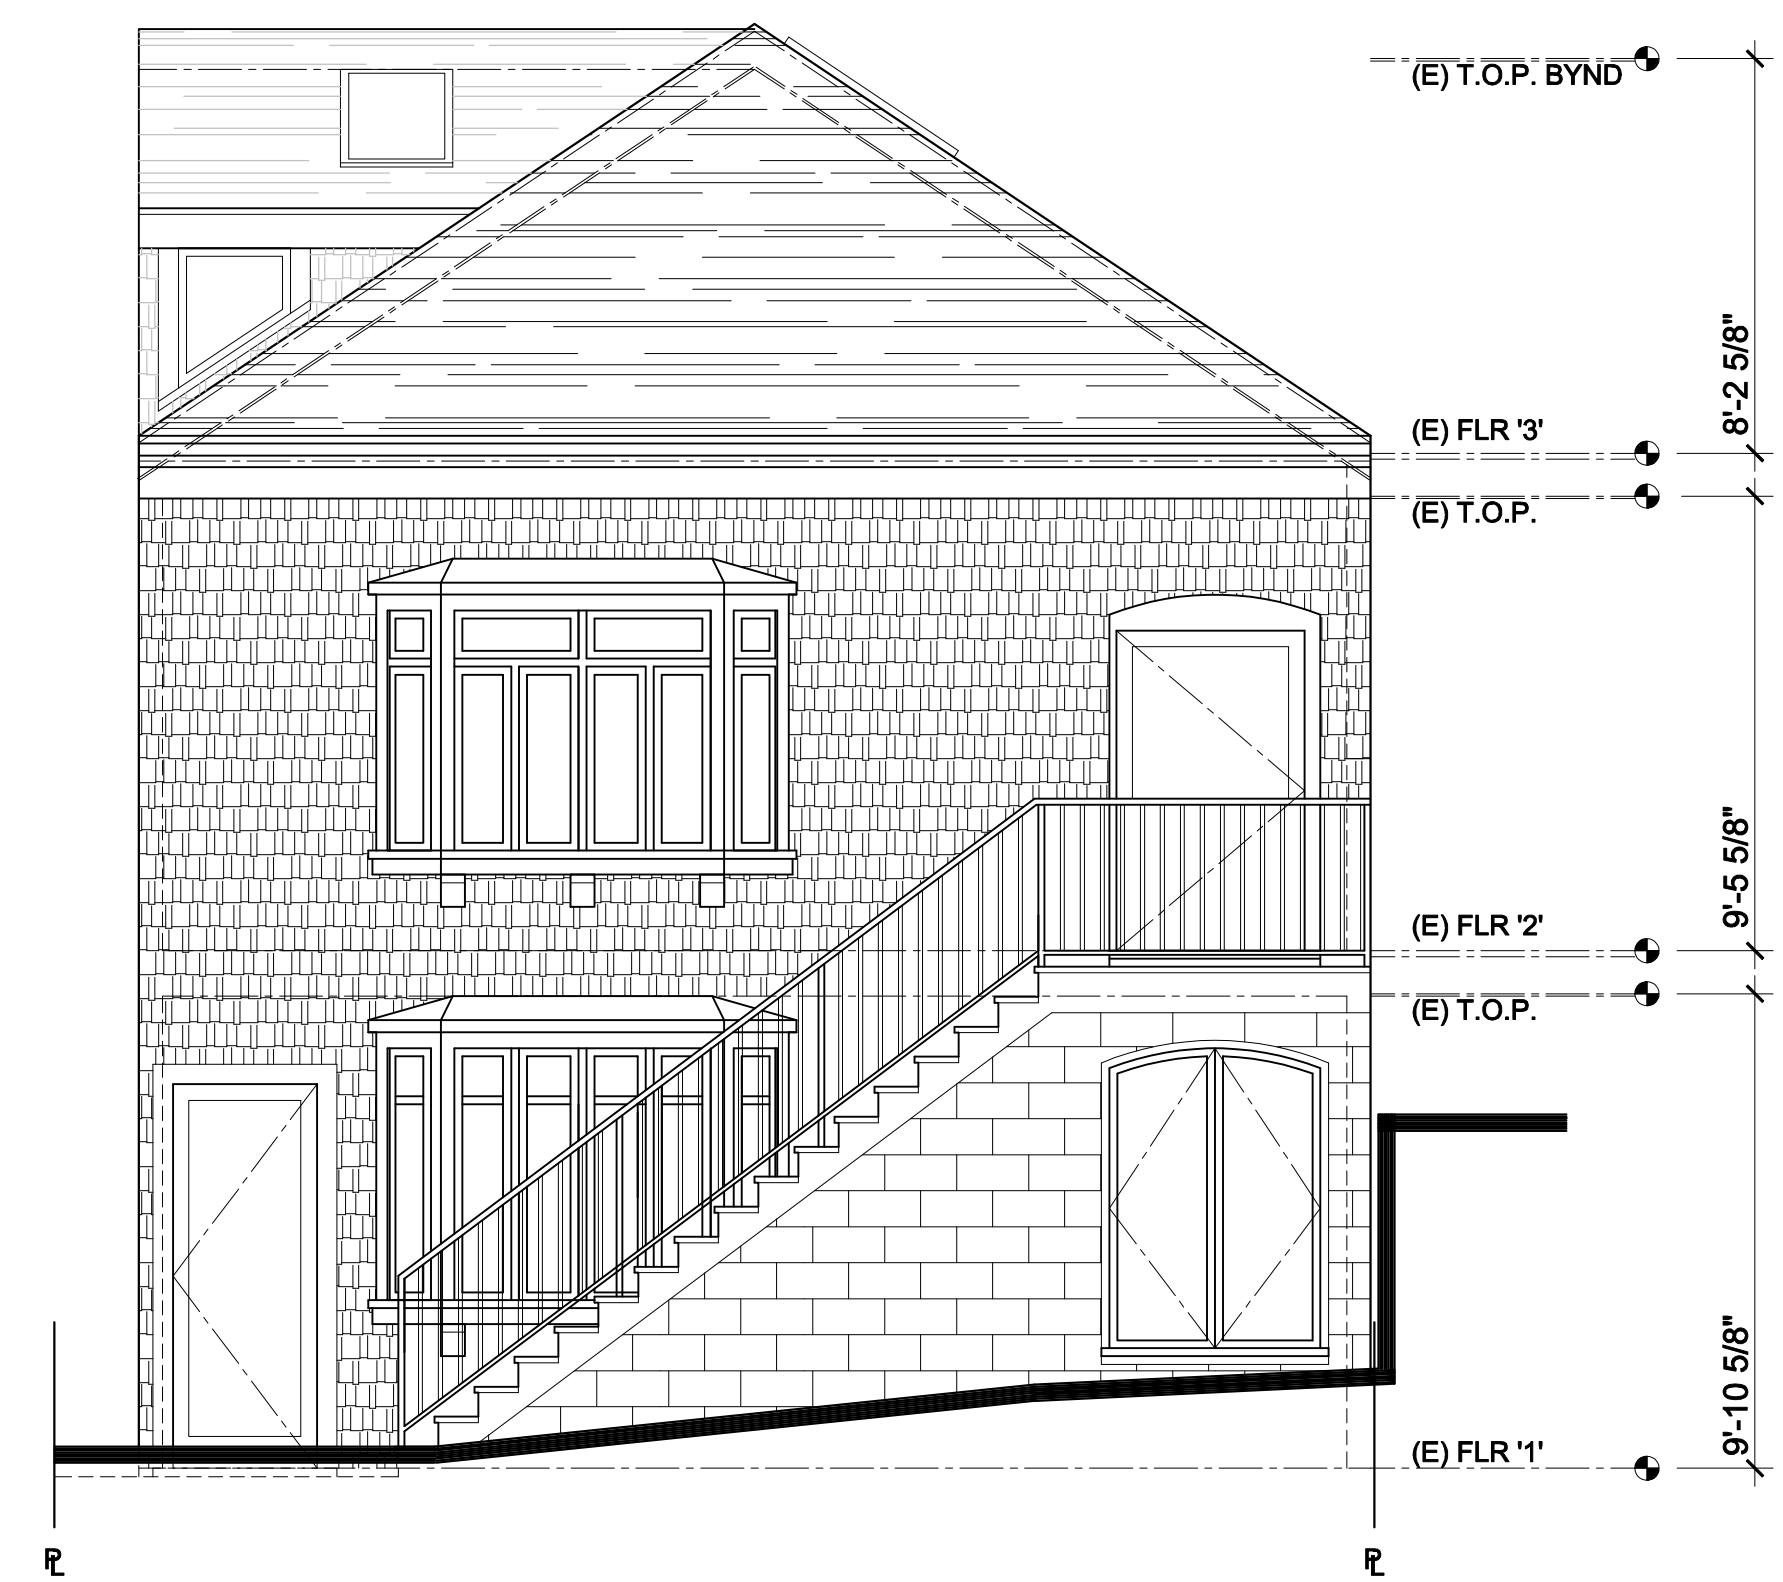 (E) T.O.P. BYND
8'-2 5/8"
(E) FLR '3'
(E) T.O.P.
9'-5 5/8"
(E) FLR '2'
(E) T.O.P.
9'-10 5/8"
(E) FLR '1'
PL
PL